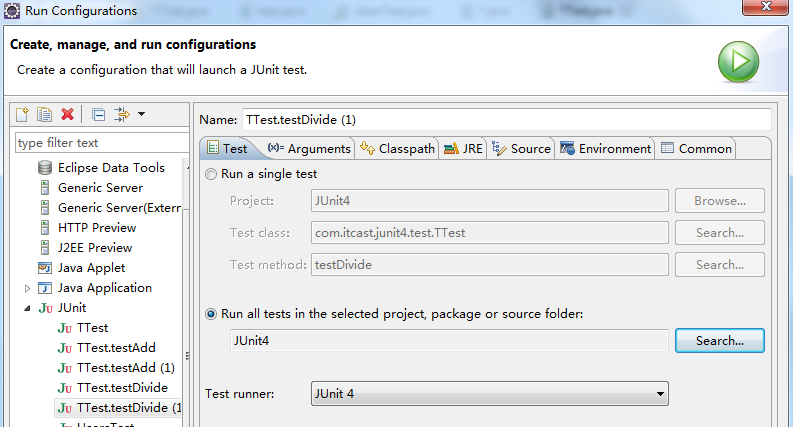 Run Configurations
Create, manage, and run configurations
Create a configuration that will launch a JUnit test.
type filter text
Eclipse Data Tools
Generic Server
Generic Server(Extern
HTTP Preview
J2EE Preview
Java Applet
Java Application
JUnit
TTest
TTest.testAdd
TTest.testAdd (1)
TTest.testDivide
TTest.testDivide (1
Name: TTest.testDivide (1)
Test (x)= Arguments Classpath JRE Source Environment Common
Run a single test
Project: JUnit4 Browse...
Test class: com.itcast.junit4.test.TTest Search...
Test method: testDivide Search...
Run all tests in the selected project, package or source folder:
JUnit4 Search...
Test runner: JUnit 4